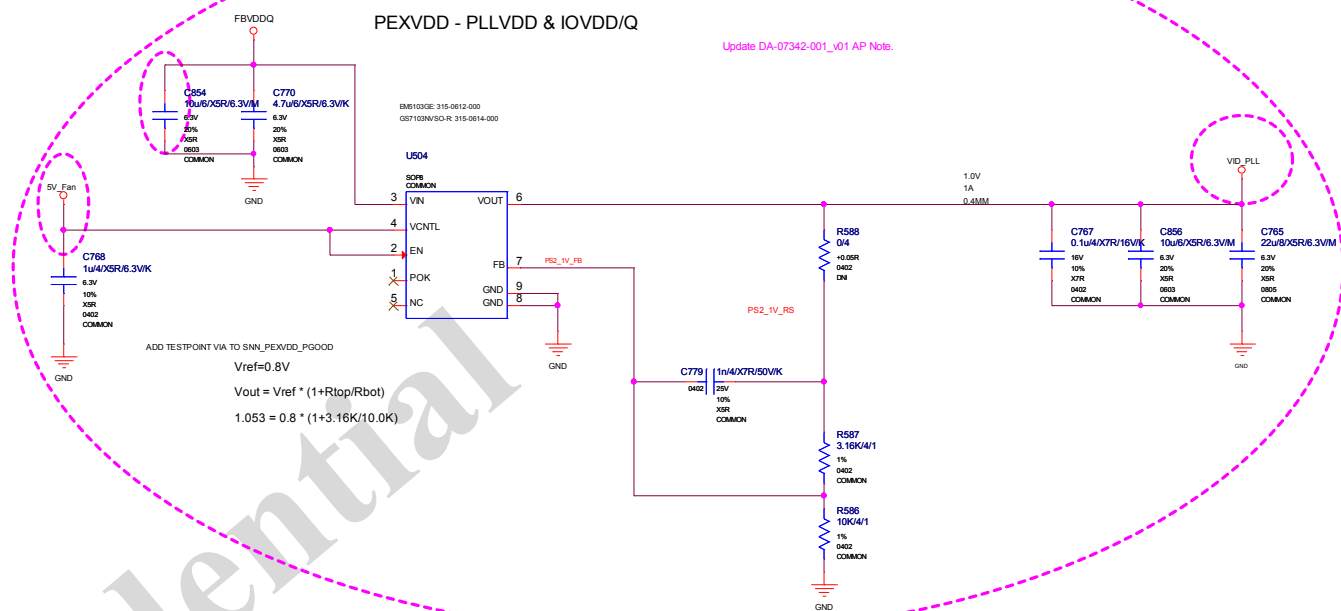 FBVDDQ
PEXVDD - PLLVDD & IOVDD/Q
Update DA-07342-001_v01 AP Note.
C854
10u/6/X5R/6.3V/M
6.3V
20%
X5R
0603
COMMON
C770
4.7u/6/X5R/6.3V/K
6.3V
20%
X5R
0603
COMMON
GND
EM5103GE: 315-0612-000
GS7103NVSO-R: 315-0614-000
U504
SOP8
COMMON
3 VIN
VOUT 6
4 VCNTL
2 EN
1 POK
5 NC
FB 7
GND 9
GND 8
PS2_1V_FB
GND
5V_Fan
C768
1u/4/X5R/6.3V/K
6.3V
10%
X5R
0402
COMMON
GND
ADD TESTPOINT VIA TO SNN_PEXVDD_PGOOD
Vref=0.8V
Vout = Vref * (1+Rtop/Rbot)
1.053 = 0.8 * (1+3.16K/10.0K)
R588
0/4
+0.05R
0402
DNI
PS2_1V_RS
C779
1n/4/X7R/50V/K
0402
25V
10%
X5R
COMMON
R587
3.16K/4/1
1%
0402
COMMON
R586
10K/4/1
1%
0402
COMMON
GND
1.0V
1A
0.4MM
VID_PLL
C767
0.1u/4/X7R/16V/K
16V
10%
X7R
0402
COMMON
C856
10u/6/X5R/6.3V/M
6.3V
20%
X5R
0603
COMMON
C765
22u/8/X5R/6.3V/M
6.3V
20%
X5R
0805
COMMON
GND
dential